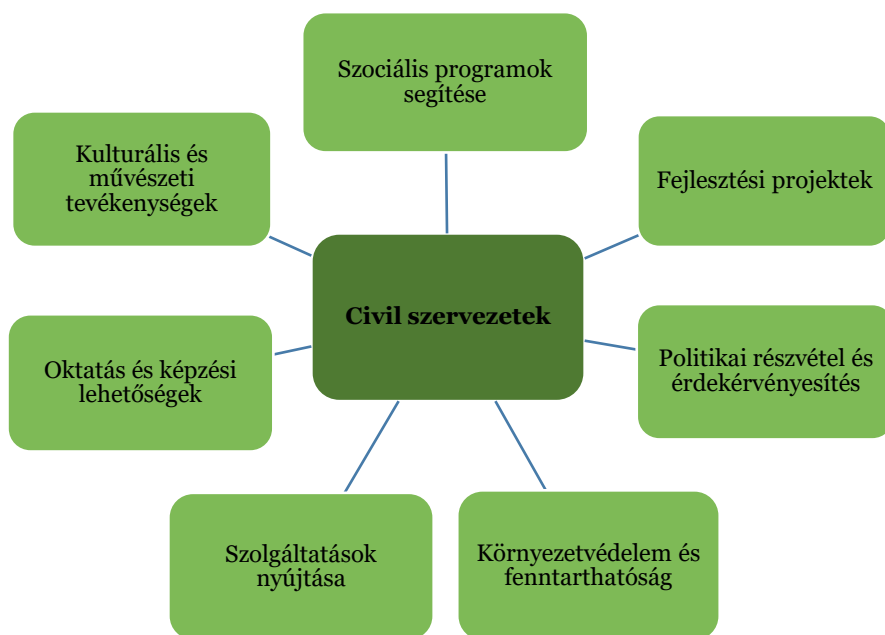 Szociális programok
segítése
Kulturális és
művészeti
tevékenységek
Fejlesztési projektek
Civil szervezetek
Oktatás és képzési
lehetőségek
Politikai részvétel és
érdekérvényesítés
Szolgáltatások
nyújtása
Környezetvédelem és
fenntarthatóság